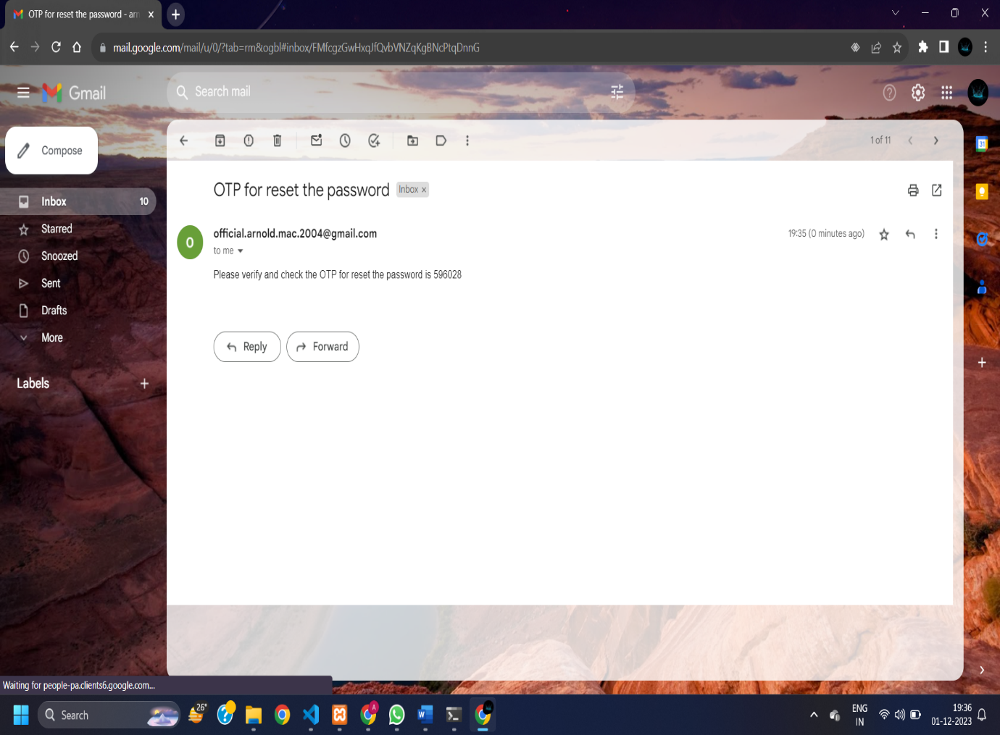 OTP for reset the password - arn
mail.google.com/mail/u/0/?tab=rm&ogbl#inbox/FMfcgzGwHxqJfQvbVNZqKgBNcPtqDnnG
Gmail
Search mail
Compose
1 of 11
31
Inbox 10
Starred
Snoozed
Sent
Drafts
More
Labels
OTP for reset the password Inbox x
O
official.arnold.mac.2004@gmail.com
19:35 (0 minutes ago)
to me
Please verify and check the OTP for reset the password is 596028
Reply Forward
Waiting for people-pa.clients6.google.com...
Search
26°
A
W
ENG
IN
19:36
01-12-2023